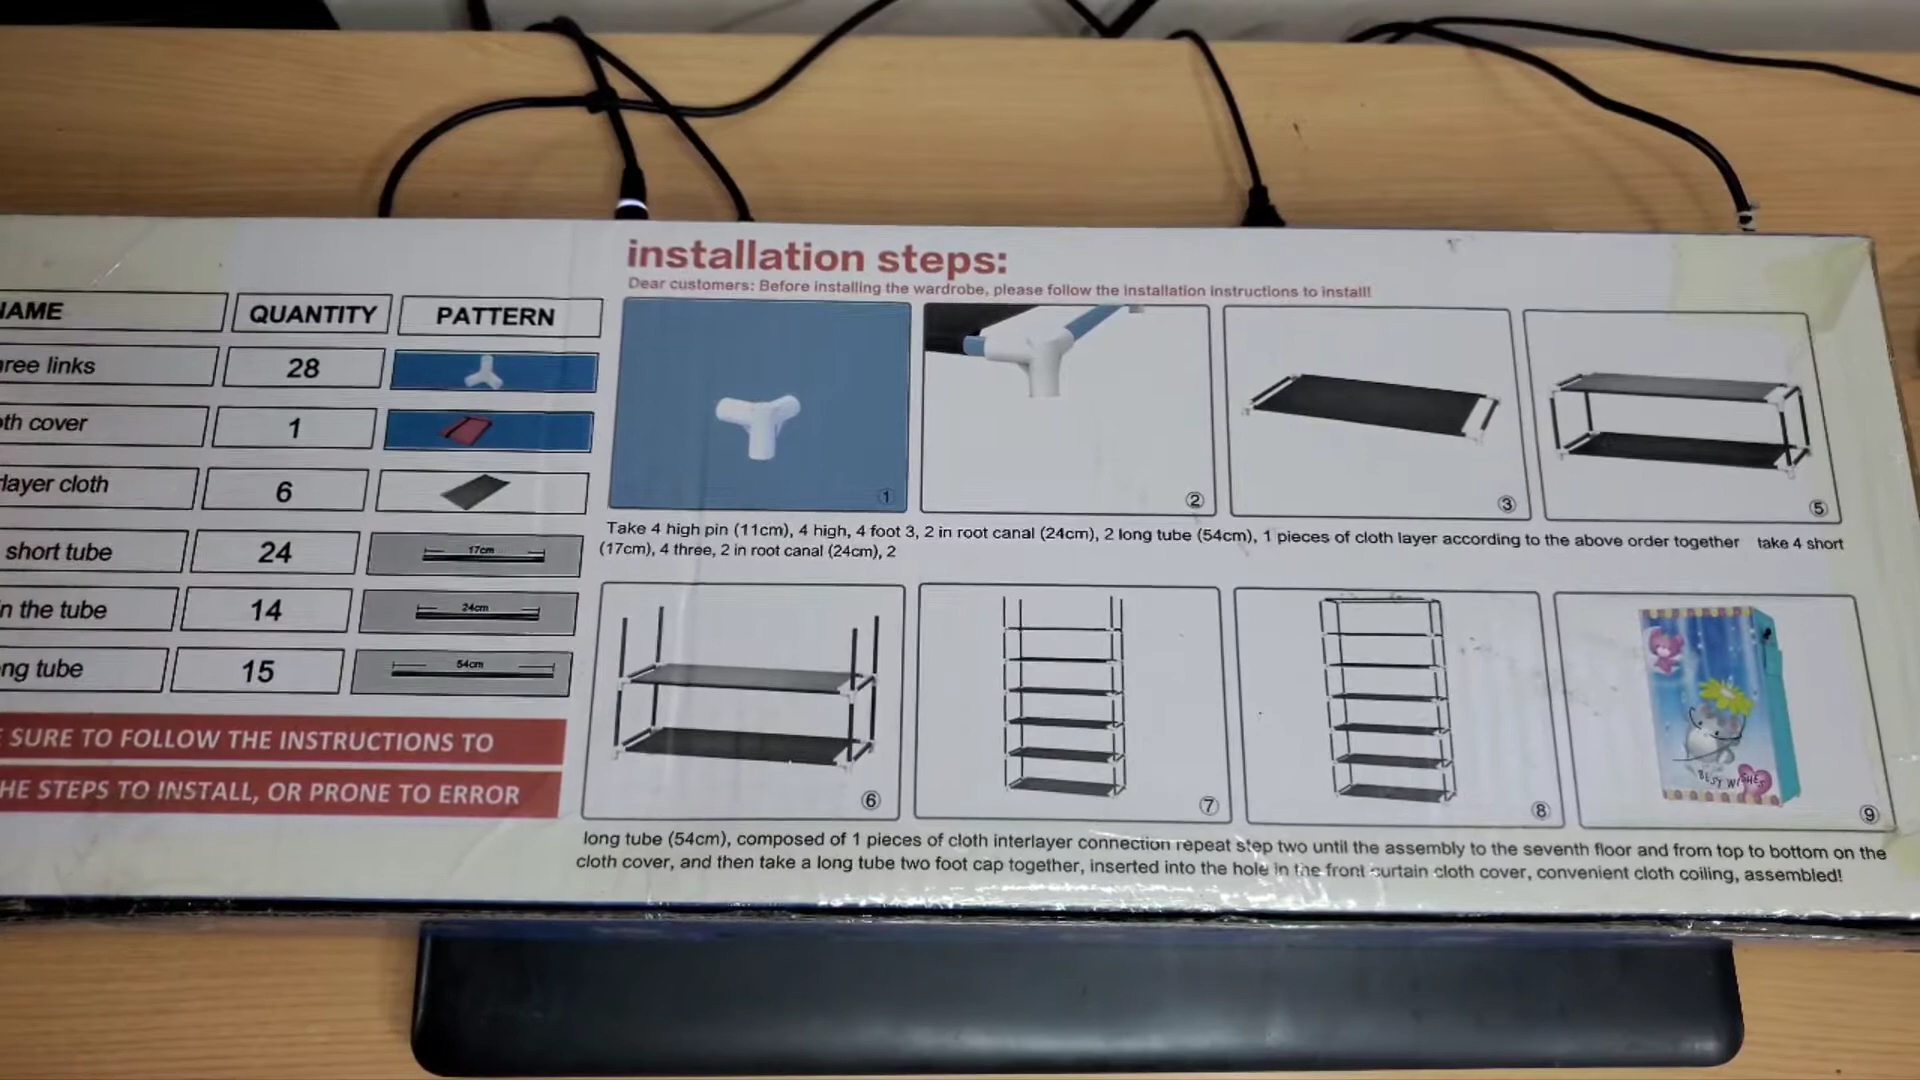 installation steps:
Dear customers: Before installing the wardrobe, please follow the installation instructions to install!
AME QUANTITY PATTERN
ree links 28
th cover 1
layer cloth 6
short tube 24 17cm
n the tube 14 24cm
ng tube 15 54cm
SURE TO FOLLOW THE INSTRUCTIONS TO
HE STEPS TO INSTALL, OR PRONE TO ERROR
① ② ③ ⑤
Take 4 high pin (11cm), 4 high, 4 foot 3, 2 in root canal (24cm), 2 long tube (54cm), 1 pieces of cloth layer according to the above order together take 4 short
(17cm), 4 three, 2 in root canal (24cm), 2
BEST WISHES
⑥ ⑦ ⑧ ⑨
long tube (54cm), composed of 1 pieces of cloth interlayer connection repeat step two until the assembly to the seventh floor and from top to bottom on the
cloth cover, and then take a long tube two foot cap together, inserted into the hole in the front curtain cloth cover, convenient cloth coiling, assembled!